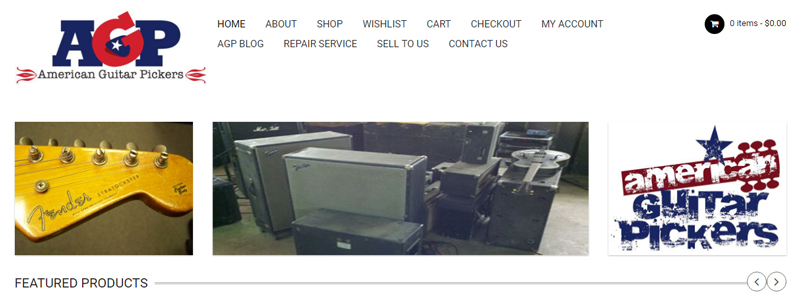 AGP
American Guitar Pickers
HOME ABOUT SHOP WISHLIST CART CHECKOUT MY ACCOUNT
AGP BLOG REPAIR SERVICE SELL TO US CONTACT US
0 items - $0.00
Fender STRATOCASTER
american
guitar
Pickers
FEATURED PRODUCTS